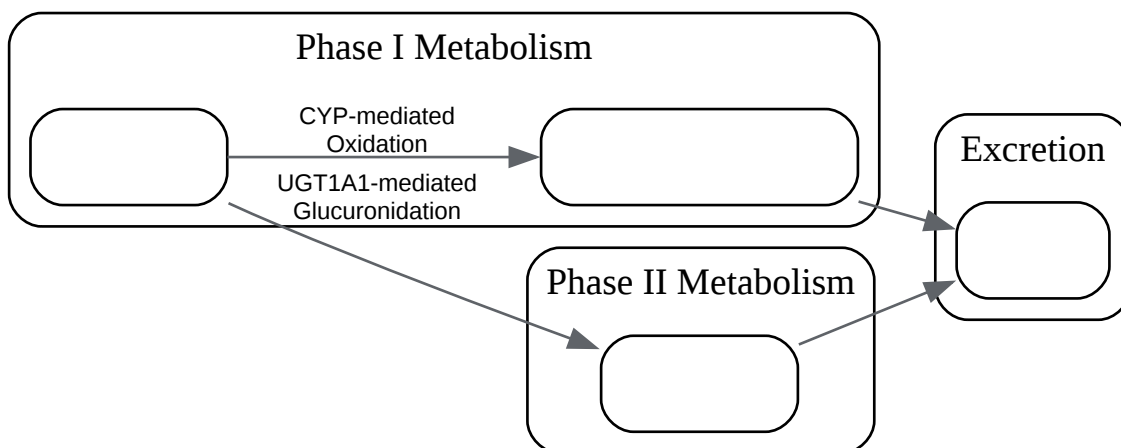 Phase I Metabolism
CYP-mediated
Oxidation
UGT1A1-mediated
Glucuronidation
Excretion
Phase II Metabolism